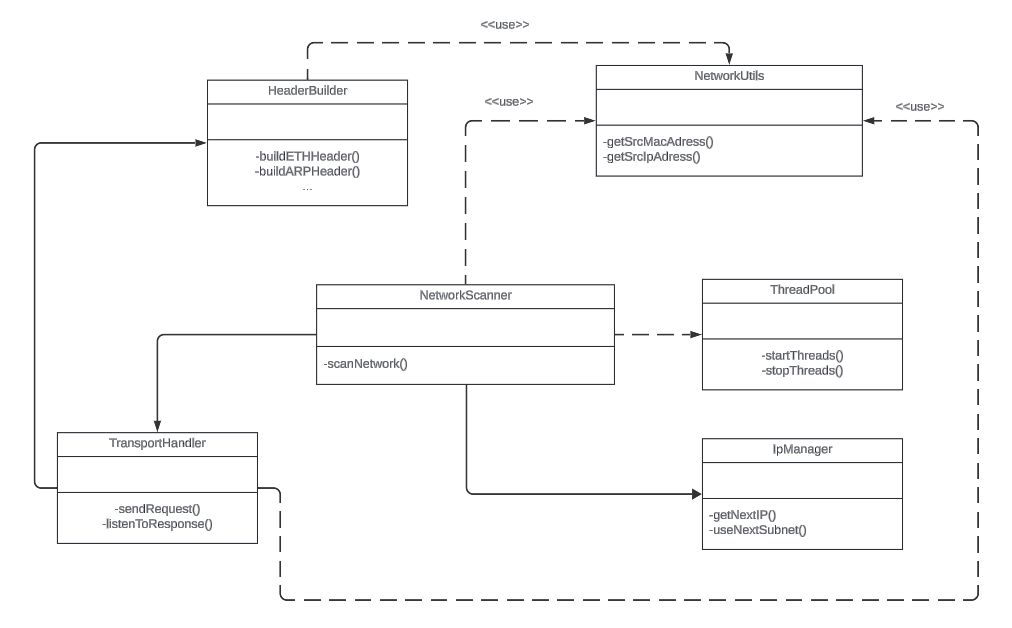 <<use>>
HeaderBuilder
-buildETHHeader()
-buildARPHeader()
...
NetworkUtils
-getSrcMacAdress()
-getSrcIpAdress()
<<use>>
<<use>>
NetworkScanner
-scanNetwork()
ThreadPool
-startThreads()
-stopThreads()
TransportHandler
-sendRequest()
-listenToResponse()
IpManager
-getNextIP()
-useNextSubnet()